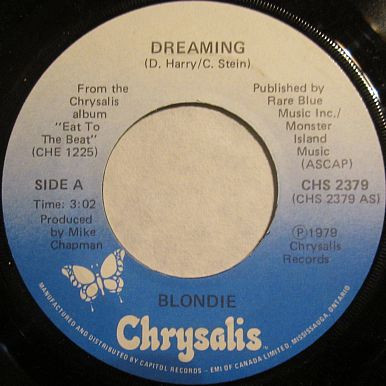 DREAMING
(D. Harry/C. Stein)
From the
Chrysalis
album
"Eat To
The Beat"
(CHE 1225)
Published by
Rare Blue
Music Inc./
Monster
Island
Music
(ASCAP)
SIDE A
Time: 3:02
Produced
by Mike
Chapman
CHS 2379
(CHS 2379 AS)
Ⓟ1979
Chrysalis
Records
BLONDIE
Chrysalis
MANUFACTURED AND DISTRIBUTED BY CAPITOL RECORDS - EMI OF CANADA LIMITED, MISSISSAUGA, ONTARIO